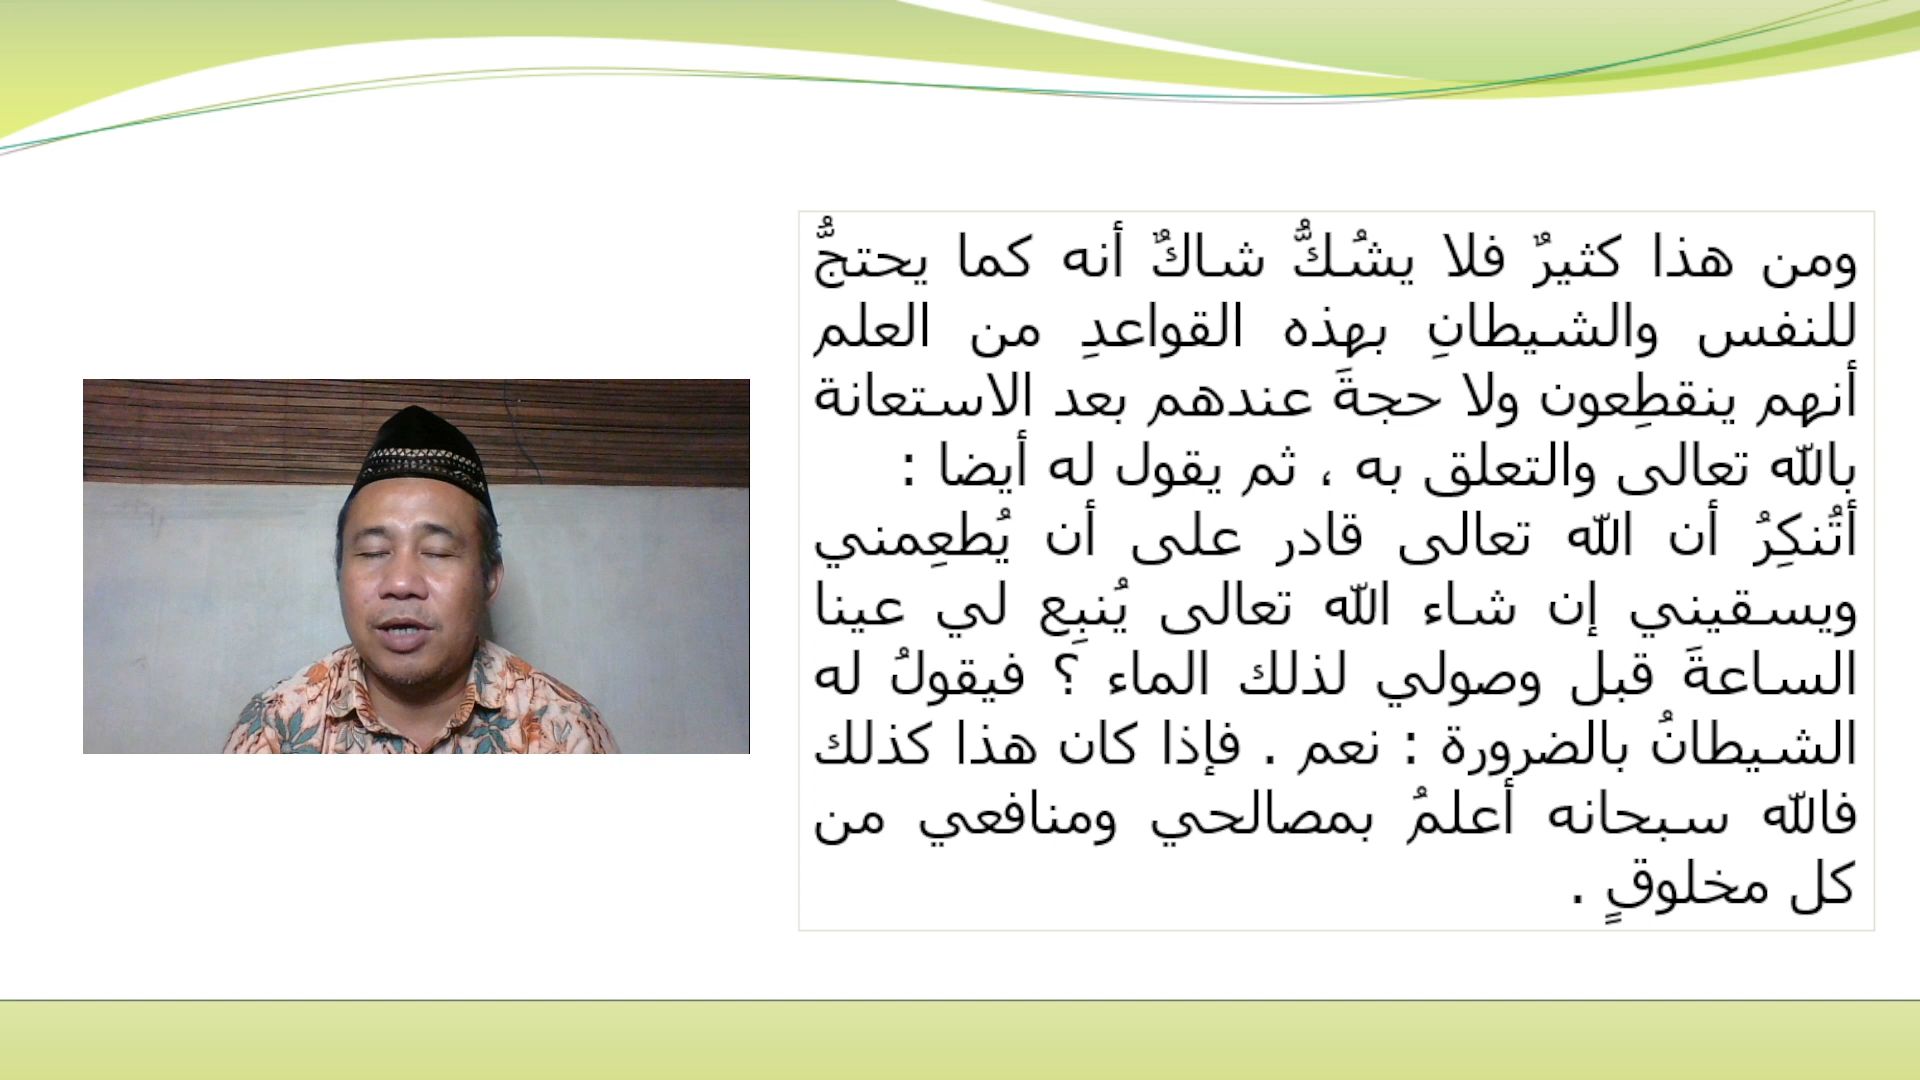 ومن هذا كثيرٌ فلا يشُكُّ شاكٌ أنه كما يحتجُّ
للنفس والشيطانِ بهذه القواعدِ من العلم
أنهم ينقطِعون ولا حجةَ عندهم بعد الاستعانة
بالله تعالى والتعلق به ، ثم يقول له أيضا :
أتُنكِرُ أن الله تعالى قادر على أن يُطعِمني
ويسقيني إن شاء الله تعالى يُنبِع لي عينا
الساعةَ قبل وصولي لذلك الماء ؟ فيقولُ له
الشيطانُ بالضرورة : نعم . فإذا كان هذا كذلك
فالله سبحانه أعلمُ بمصالحي ومنافعي من
كل مخلوقٍ .